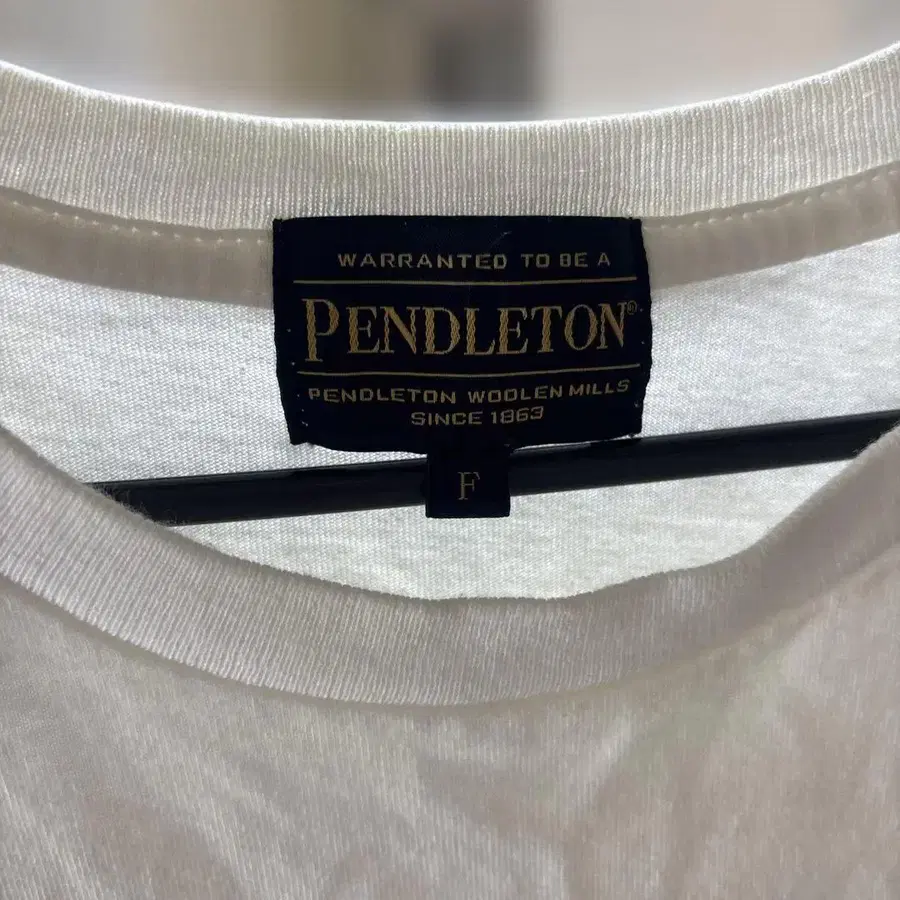 WARRANTED TO BE A
PENDLETON®
PENDLETON WOOLEN MILLS
SINCE 1863
F